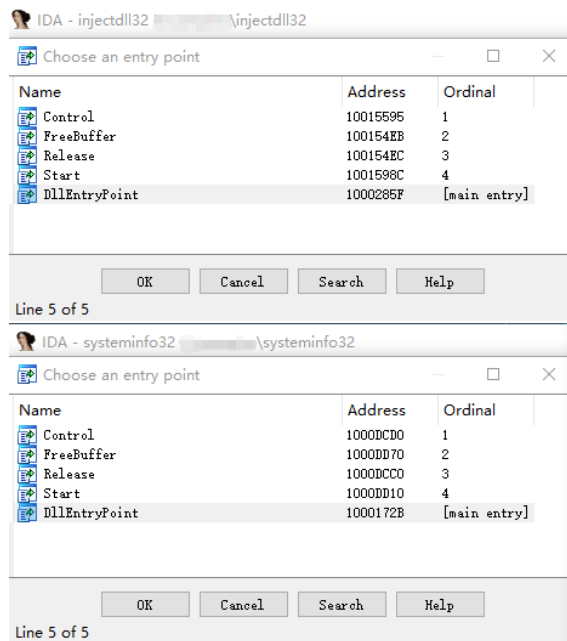 IDA - injectdll32 \injectdll32
Choose an entry point
Name Address Ordinal
Control 10015595 1
FreeBuffer 100154EB 2
Release 100154EC 3
Start 1001598C 4
DllEntryPoint 1000285F [main entry]
OK Cancel Search Help
Line 5 of 5
IDA - systeminfo32 \systeminfo32
Choose an entry point
Name Address Ordinal
Control 1000DCD0 1
FreeBuffer 1000DD70 2
Release 1000DCC0 3
Start 1000DD10 4
DllEntryPoint 1000172B [main entry]
OK Cancel Search Help
Line 5 of 5